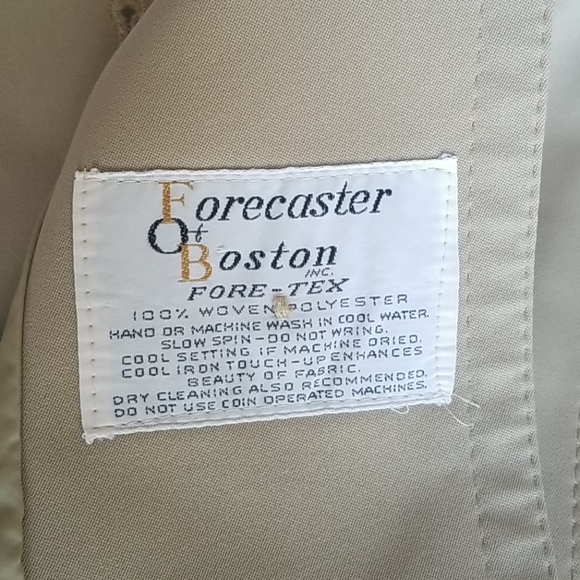 Forecaster
Of
Boston
INC.
FORE-TEX
100% WOVEN POLYESTER
HAND OR MACHINE WASH IN COOL WATER.
SLOW SPIN-DO NOT WRING.
COOL SETTING IF MACHINE DRIED.
COOL IRON TOUCH-UP ENHANCES
BEAUTY OF FABRIC.
DRY CLEANING ALSO RECOMMENDED.
DO NOT USE COIN OPERATED MACHINES.